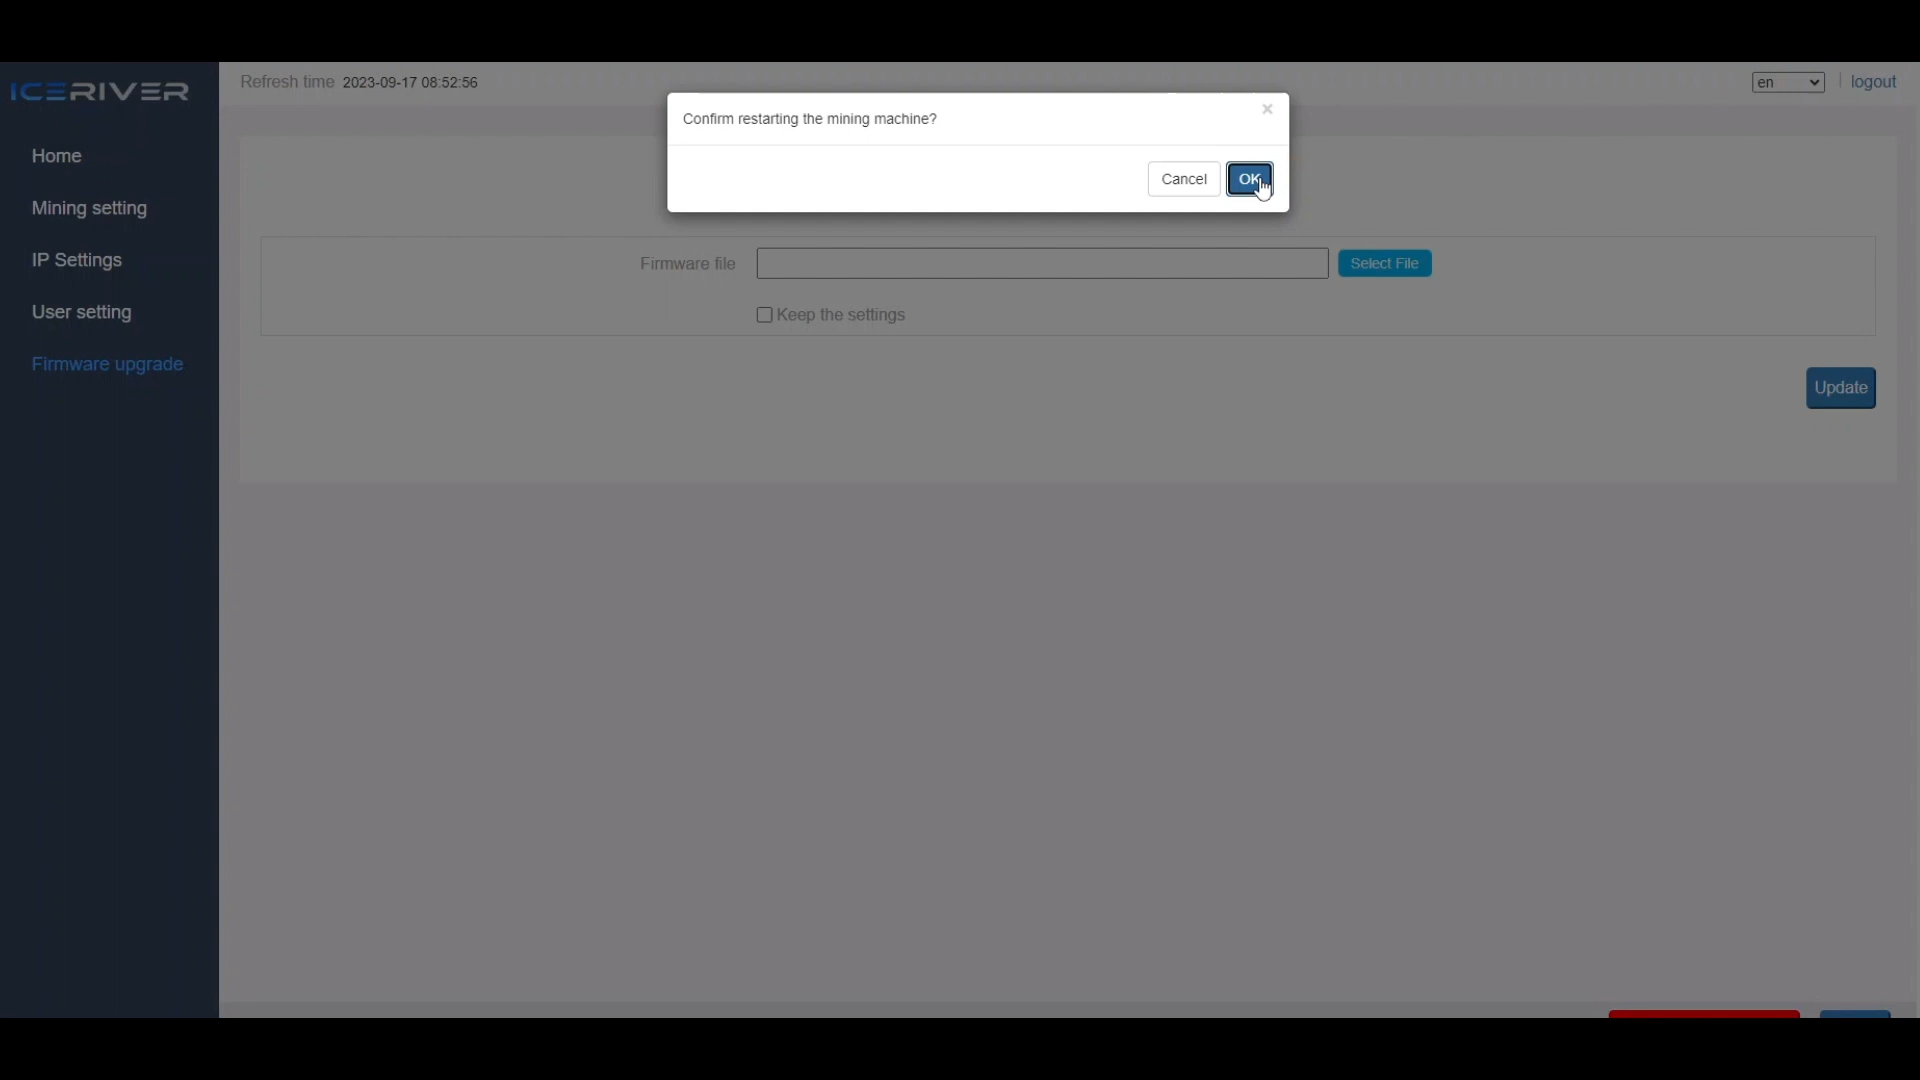 ICERIVER
Refresh time 2023-09-17 08:52:56
en
logout
Confirm restarting the mining machine?
×
Cancel
OK
Home
Mining setting
IP Settings
User setting
Firmware upgrade
Firmware file
Select File
Keep the settings
Update